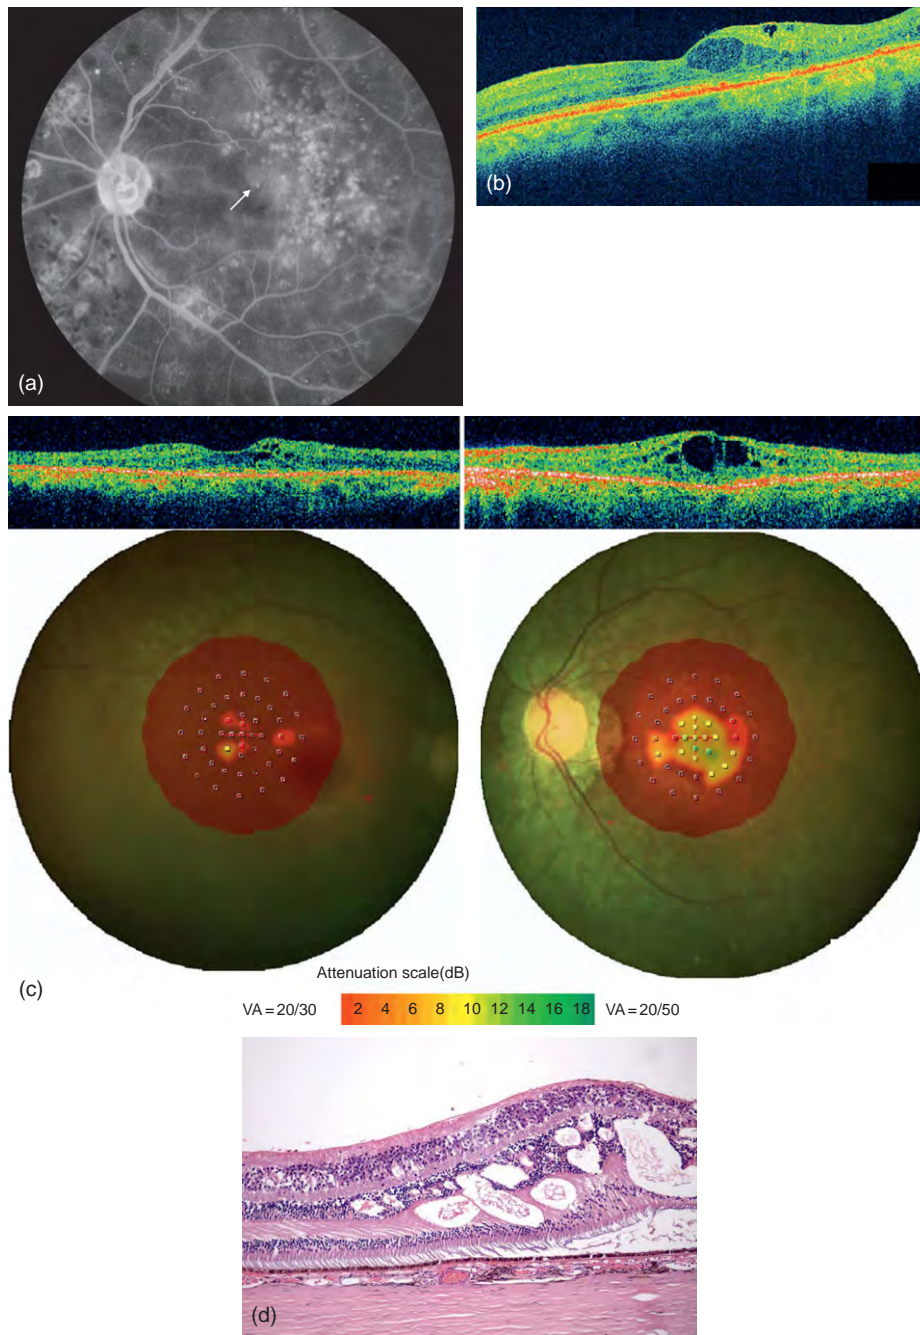 (a)
(b)
(c)
Attenuation scale(dB)
VA = 20/30
2 4 6 8 10 12 14 16 18
VA = 20/50
(d)